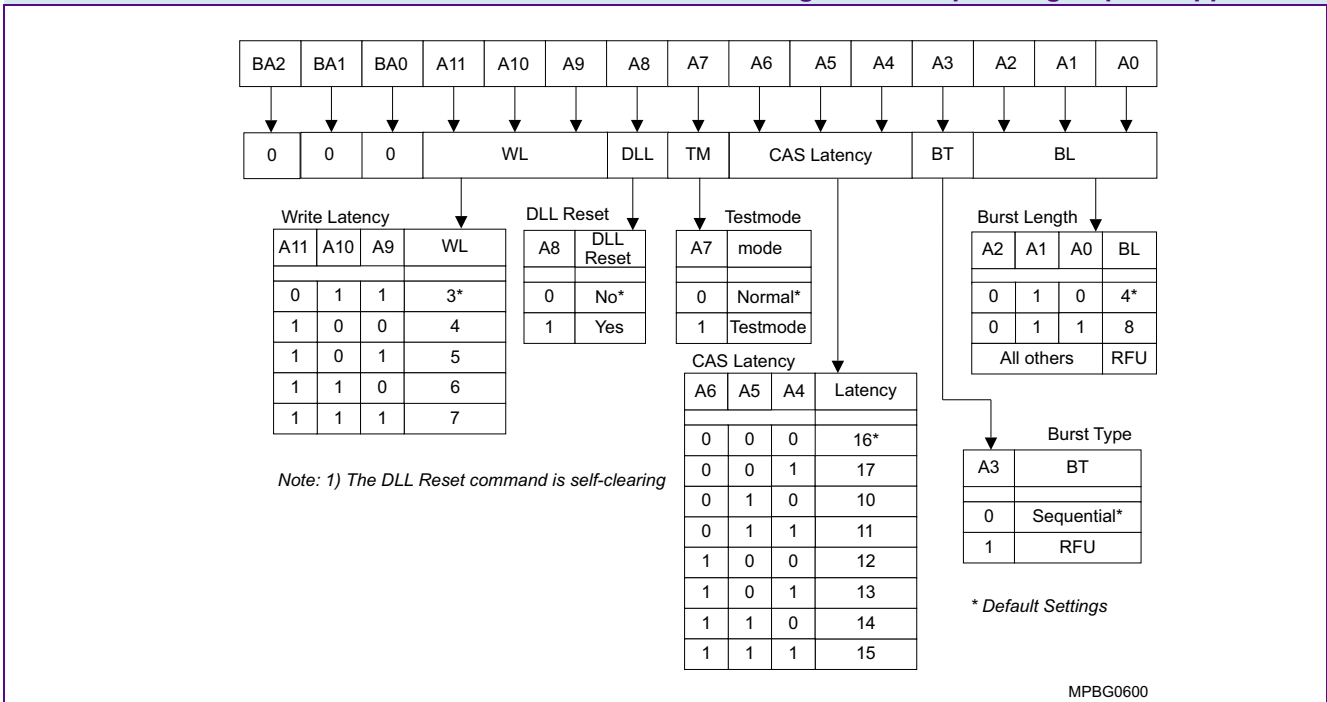 BA2 BA1 BA0 A11 A10 A9 A8 A7 A6 A5 A4 A3 A2 A1 A0
0 0 0 WL DLL TM CAS Latency BT BL
Write Latency
A11 A10 A9 WL
0 1 1 3*
1 0 0 4
1 0 1 5
1 1 0 6
1 1 1 7
DLL Reset
A8 DLL Reset
0 No*
1 Yes
Testmode
A7 mode
0 Normal*
1 Testmode
Burst Length
A2 A1 A0 BL
0 1 0 4*
0 1 1 8
All others RFU
CAS Latency
A6 A5 A4 Latency
0 0 0 16*
0 0 1 17
0 1 0 10
0 1 1 11
1 0 0 12
1 0 1 13
1 1 0 14
1 1 1 15
Burst Type
A3 BT
0 Sequential*
1 RFU
Note: 1) The DLL Reset command is self-clearing
* Default Settings
MPBG0600